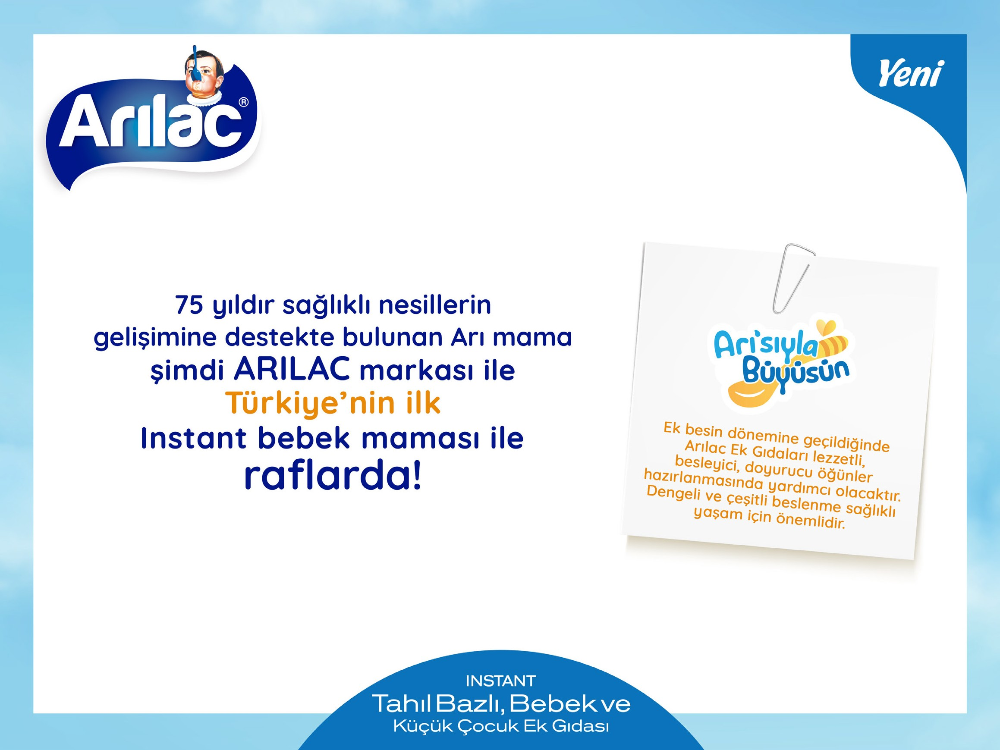 Arılac®
Yeni
75 yıldır sağlıklı nesillerin
gelişimine destekte bulunan Arı mama
şimdi ARILAC markası ile
Türkiye’nin ilk
Instant bebek maması ile
raflarda!
Arı'sıyla
Büyüsün
Ek besin dönemine geçildiğinde
Arılac Ek Gıdaları lezzetli,
besleyici, doyurucu öğünler
hazırlanmasında yardımcı olacaktır.
Dengeli ve çeşitli beslenme sağlıklı
yaşam için önemlidir.
INSTANT
Tahıl Bazlı, Bebek ve
Küçük Çocuk Ek Gıdası